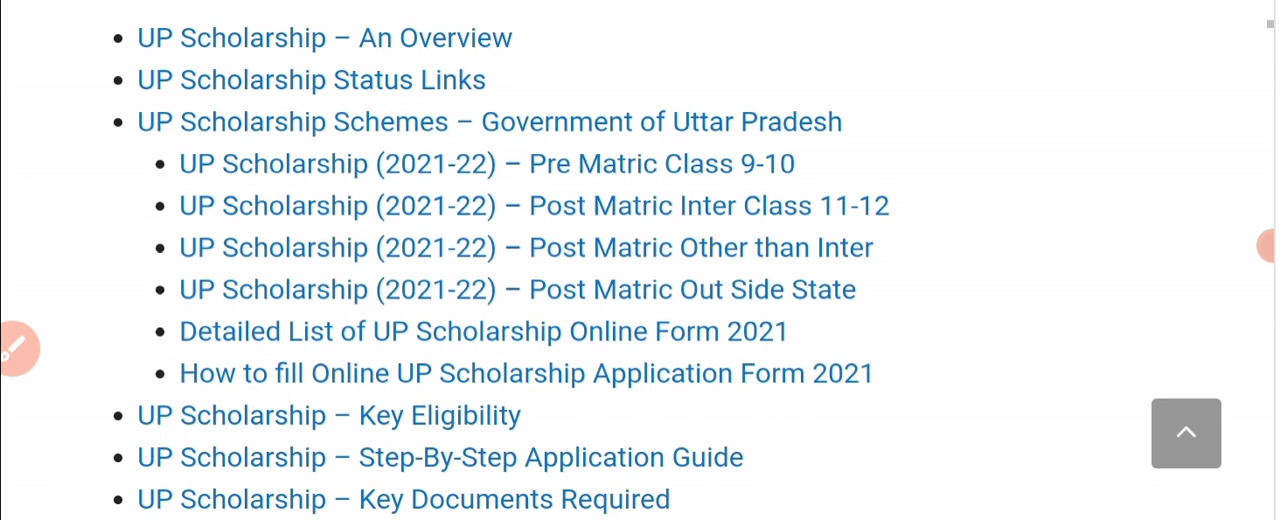 UP Scholarship – An Overview
UP Scholarship Status Links
UP Scholarship Schemes – Government of Uttar Pradesh
UP Scholarship (2021-22) – Pre Matric Class 9-10
UP Scholarship (2021-22) – Post Matric Inter Class 11-12
UP Scholarship (2021-22) – Post Matric Other than Inter
UP Scholarship (2021-22) – Post Matric Out Side State
Detailed List of UP Scholarship Online Form 2021
How to fill Online UP Scholarship Application Form 2021
UP Scholarship – Key Eligibility
UP Scholarship – Step-By-Step Application Guide
UP Scholarship – Key Documents Required